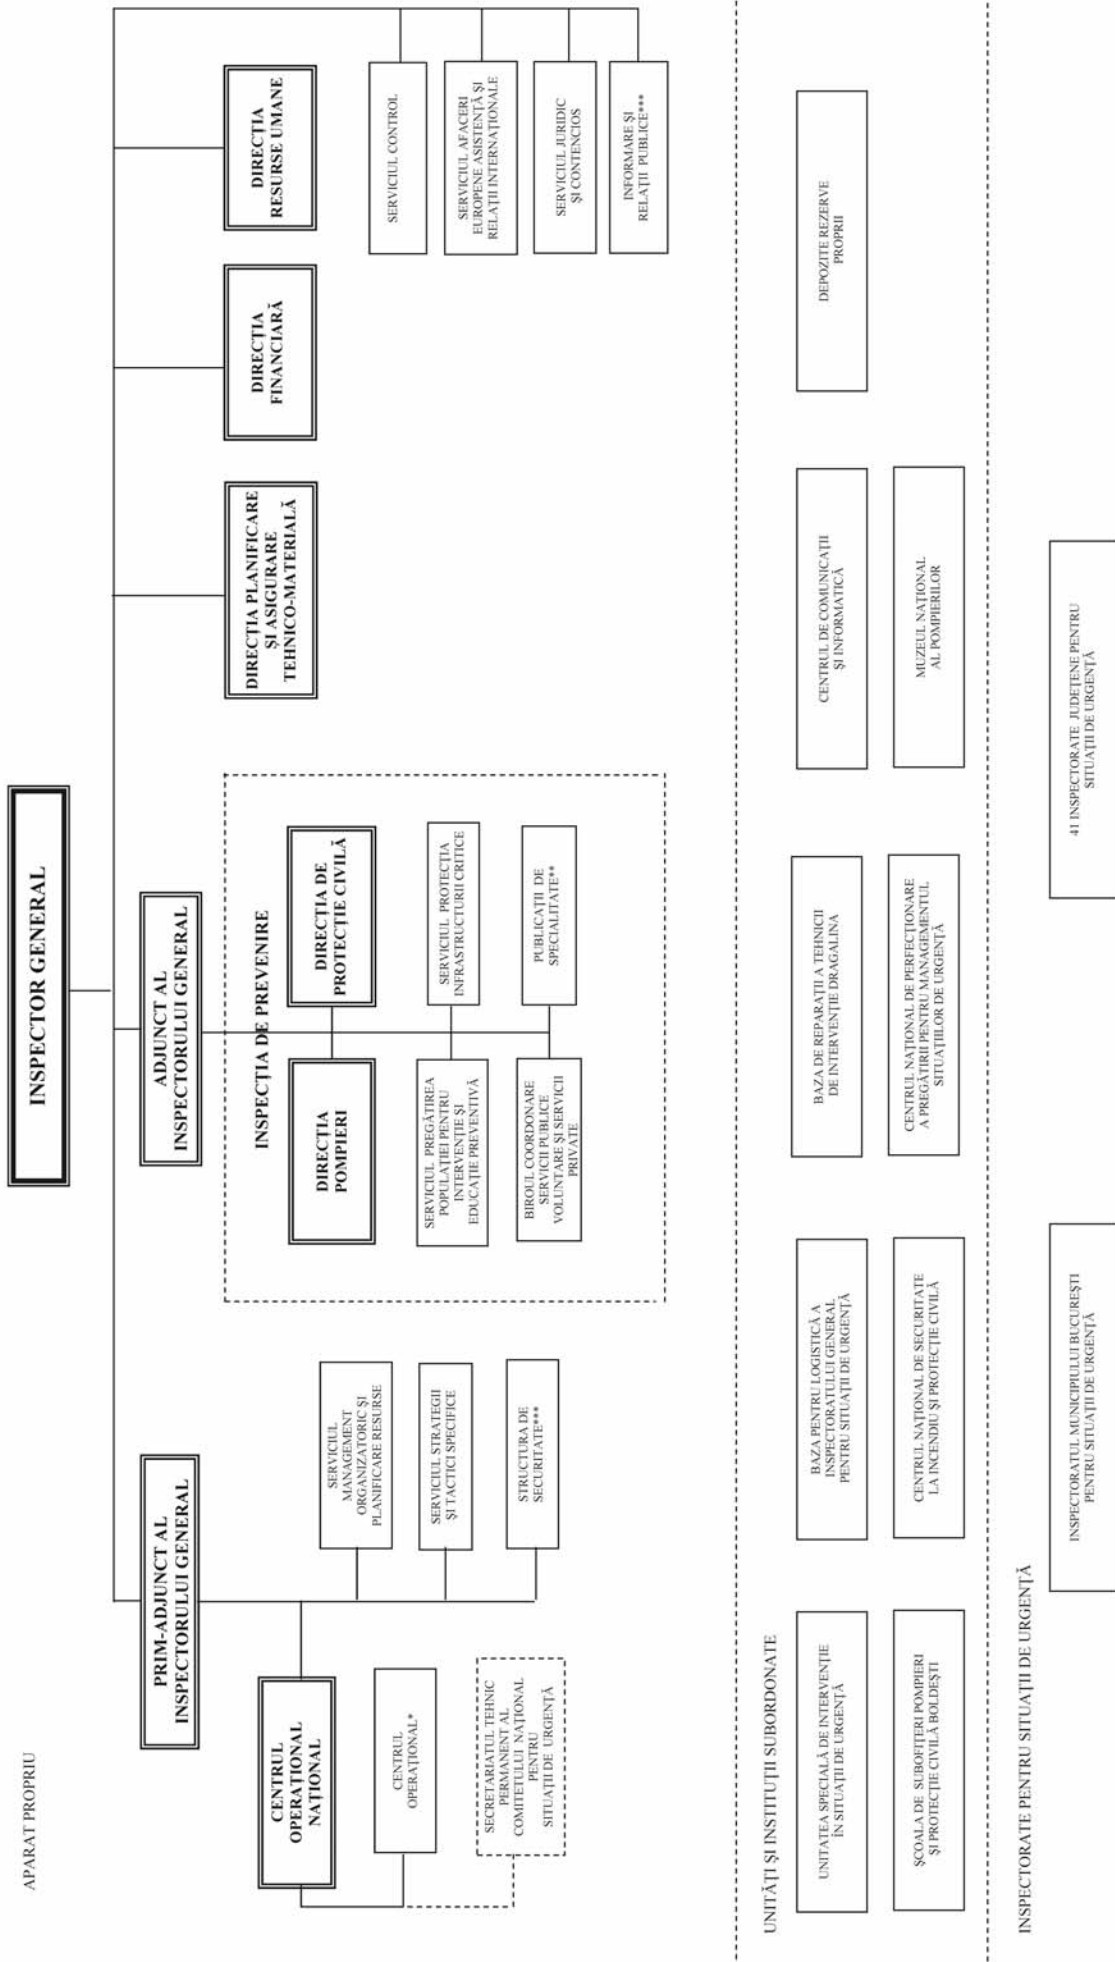 APARAT PROPRIU
INSPECTOR GENERAL
PRIM-ADJUNCT AL
INSPECTORULUI GENERAL
ADJUNCT AL
INSPECTORULUI GENERAL
DIRECȚIA PLANIFICARE
ȘI ASIGURARE
TEHNICO-MATERIALĂ
DIRECȚIA
FINANCIARĂ
DIRECȚIA
RESURSE UMANE
CENTRUL
OPERAȚIONAL
NAȚIONAL
CENTRUL
OPERAȚIONAL*
SECRETARIATUL TEHNIC
PERMANENT AL
COMITETULUI NAȚIONAL
PENTRU
SITUAȚII DE URGENȚĂ
SERVICIUL
MANAGEMENT
ORGANIZATORIC ȘI
PLANIFICARE RESURSE
SERVICIUL STRATEGII
ȘI TACTICI SPECIFICE
STRUCTURA DE
SECURITATE***
INSPECȚIA DE PREVENIRE
DIRECȚIA
POMPIERI
DIRECȚIA DE
PROTECȚIE CIVILĂ
SERVICIUL PREGĂTIREA
POPULAȚIEI PENTRU
INTERVENȚIE ȘI
EDUCAȚIE PREVENTIVĂ
SERVICIUL PROTECȚIA
INFRASTRUCTURII CRITICE
BIROUL COORDONARE
SERVICII PUBLICE
VOLUNTARE ȘI SERVICII
PRIVATE
PUBLICAȚII DE
SPECIALITATE**
SERVICIUL CONTROL
SERVICIUL AFACERI
EUROPENE ASISTENȚĂ ȘI
RELAȚII INTERNAȚIONALE
SERVICIUL JURIDIC
ȘI CONTENCIOS
INFORMARE ȘI
RELAȚII PUBLICE***
UNITĂȚI ȘI INSTITUȚII SUBORDONATE
UNITATEA SPECIALĂ DE INTERVENȚIE
ÎN SITUAȚII DE URGENȚĂ
BAZA PENTRU LOGISTICĂ A
INSPECTORATULUI GENERAL
PENTRU SITUAȚII DE URGENȚĂ
BAZA DE REPARAȚII A TEHNICII
DE INTERVENȚIE DRAGALINA
CENTRUL DE COMUNICAȚII
ȘI INFORMATICĂ
DEPOZITE REZERVE
PROPRII
ȘCOALA DE SUBOFIȚERI POMPIERI
ȘI PROTECȚIE CIVILĂ BOLDEȘTI
CENTRUL NAȚIONAL DE SECURITATE
LA INCENDIU ȘI PROTECȚIE CIVILĂ
CENTRUL NAȚIONAL DE PERFECȚIONARE
A PREGĂTIRII PENTRU MANAGEMENTUL
SITUAȚIILOR DE URGENȚĂ
MUZEUL NAȚIONAL
AL POMPIERILOR
INSPECTORATE PENTRU SITUAȚII DE URGENȚĂ
INSPECTORATUL MUNICIPIULUI BUCUREȘTI
PENTRU SITUAȚII DE URGENȚĂ
41 INSPECTORATE JUDEȚENE PENTRU
SITUAȚII DE URGENȚĂ